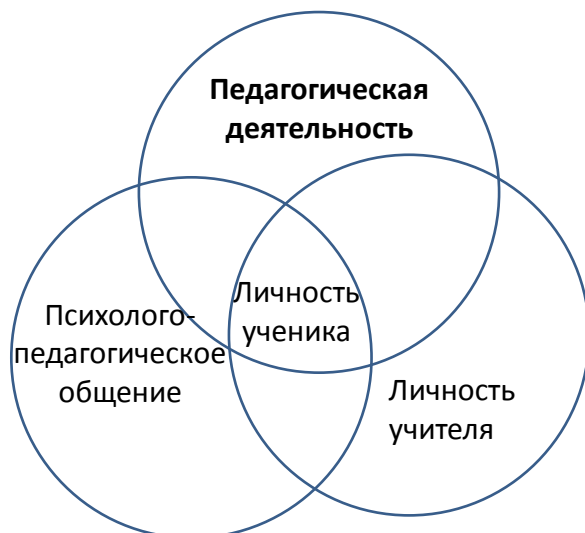 Педагогическая
деятельность
Личность
ученика
Психолого-
педагогическое
общение
Личность
учителя